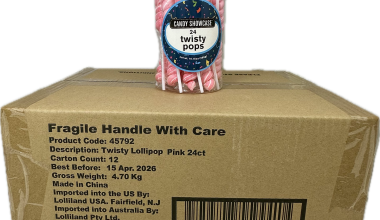 CANDY SHOWCASE
24
twisty
pops
Fragile Handle With Care
Product Code: 45792
Description: Twisty Lollipop Pink 24ct
Carton Count: 12
Best Before: 15 Apr. 2026
Gross Weight: 4.70 Kg
Made in China
Imported into the US By:
Lolliland USA. Fairfield, N.J
Imported Into Australia By:
Lolliland Pty Ltd.